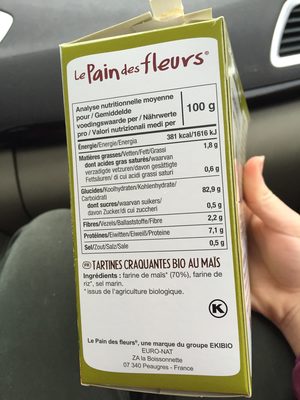 Le Pain des fleurs®
Analyse nutritionnelle moyenne
pour / Gemiddelde
voedingswaarde per / Nährwerte
pro / Valori nutrizionali medi per
100 g
Énergie/Energie/Energia 381 kcal/1616 kJ
Matières grasses/Vetten/Fett/Grassi 1,8 g
dont acides gras saturés/waarvan
verzadigde vetzuren/davon gesättigte
Fettsäuren/ di cui acidi grassi saturi 0,6 g
Glucides/Koolhydraten/Kohlenhydrate/
Carboidrati 82,9 g
dont sucres/waarvan suikers/
davon Zucker/di cui zuccheri 0,5 g
Fibres/Vezels/Ballaststoffe/Fibre 2,2 g
Protéines/Eiwitten/Eiweiß/Proteine 7,1 g
Sel/Zout/Salz/Sale 0,5 g
FR TARTINES CRAQUANTES BIO AU MAÏS
Ingrédients : farine de maïs* (70%), farine de
riz*, sel marin.
* issus de l'agriculture biologique.
K
Le Pain des fleurs®, une marque du groupe EKIBIO
EURO-NAT
ZA la Boissonnette
07 340 Peaugres - France